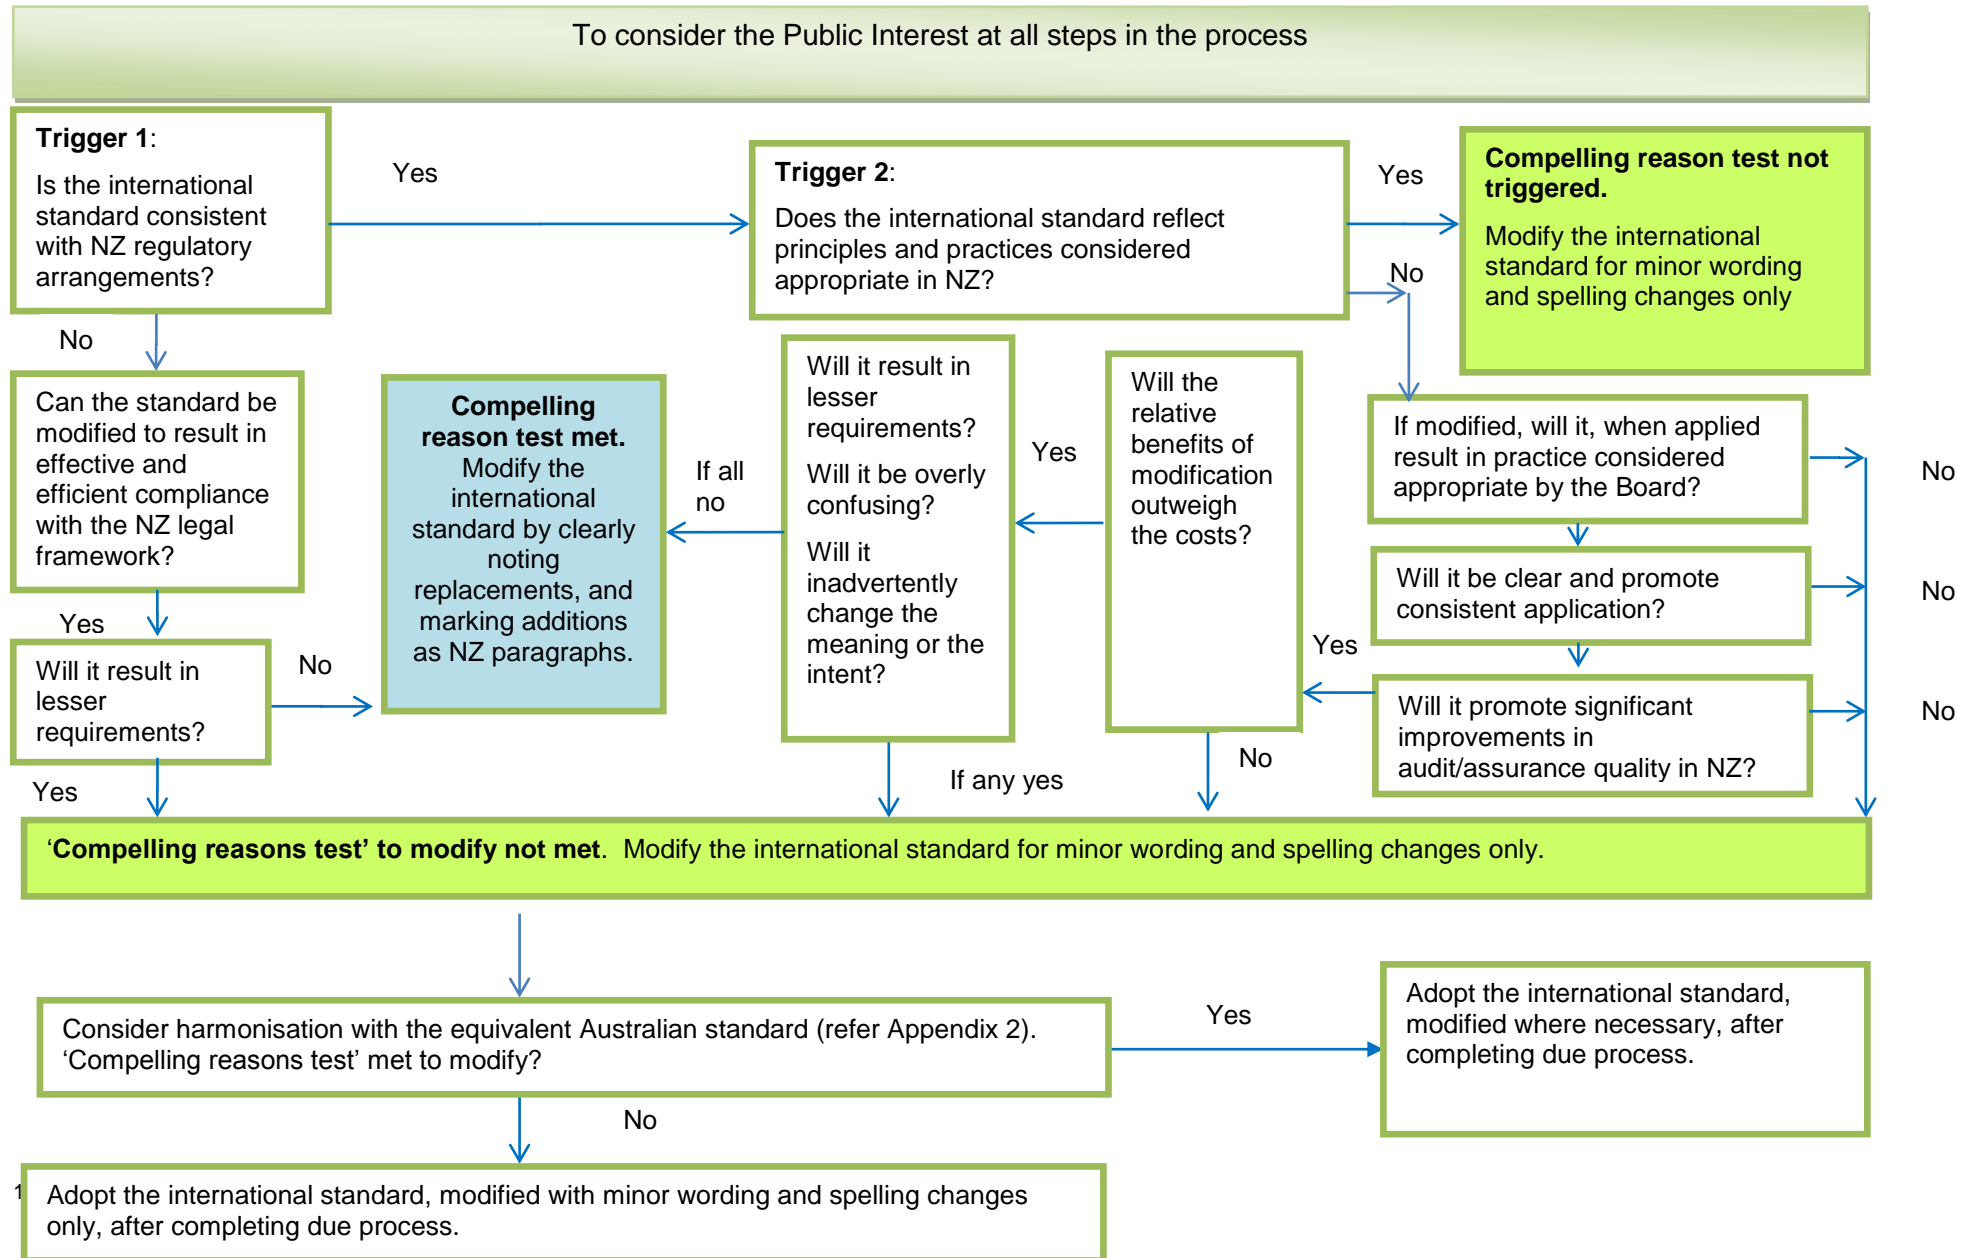 To consider the Public Interest at all steps in the process
Trigger 1:
Is the international
standard consistent
with NZ regulatory
arrangements?
Yes
Trigger 2:
Does the international standard reflect
principles and practices considered
appropriate in NZ?
Yes
No
Compelling reason test not
triggered.
Modify the international
standard for minor wording
and spelling changes only
No
Can the standard be
modified to result in
effective and
efficient compliance
with the NZ legal
framework?
Yes
Will it result in
lesser
requirements?
No
Yes
Compelling
reason test met.
Modify the
international
standard by clearly
noting
replacements, and
marking additions
as NZ paragraphs.
If all
no
Will it result in
lesser
requirements?
Will it be overly
confusing?
Will it
inadvertently
change the
meaning or the
intent?
If any yes
Yes
Will the
relative
benefits of
modification
outweigh
the costs?
No
Yes
If modified, will it, when applied
result in practice considered
appropriate by the Board?
No
Will it be clear and promote
consistent application?
No
Will it promote significant
improvements in
audit/assurance quality in NZ?
No
‘Compelling reasons test’ to modify not met.  Modify the international standard for minor wording and spelling changes only.
Consider harmonisation with the equivalent Australian standard (refer Appendix 2).
‘Compelling reasons test’ met to modify?
Yes
Adopt the international standard,
modified where necessary, after
completing due process.
No
1
Adopt the international standard, modified with minor wording and spelling changes
only, after completing due process.